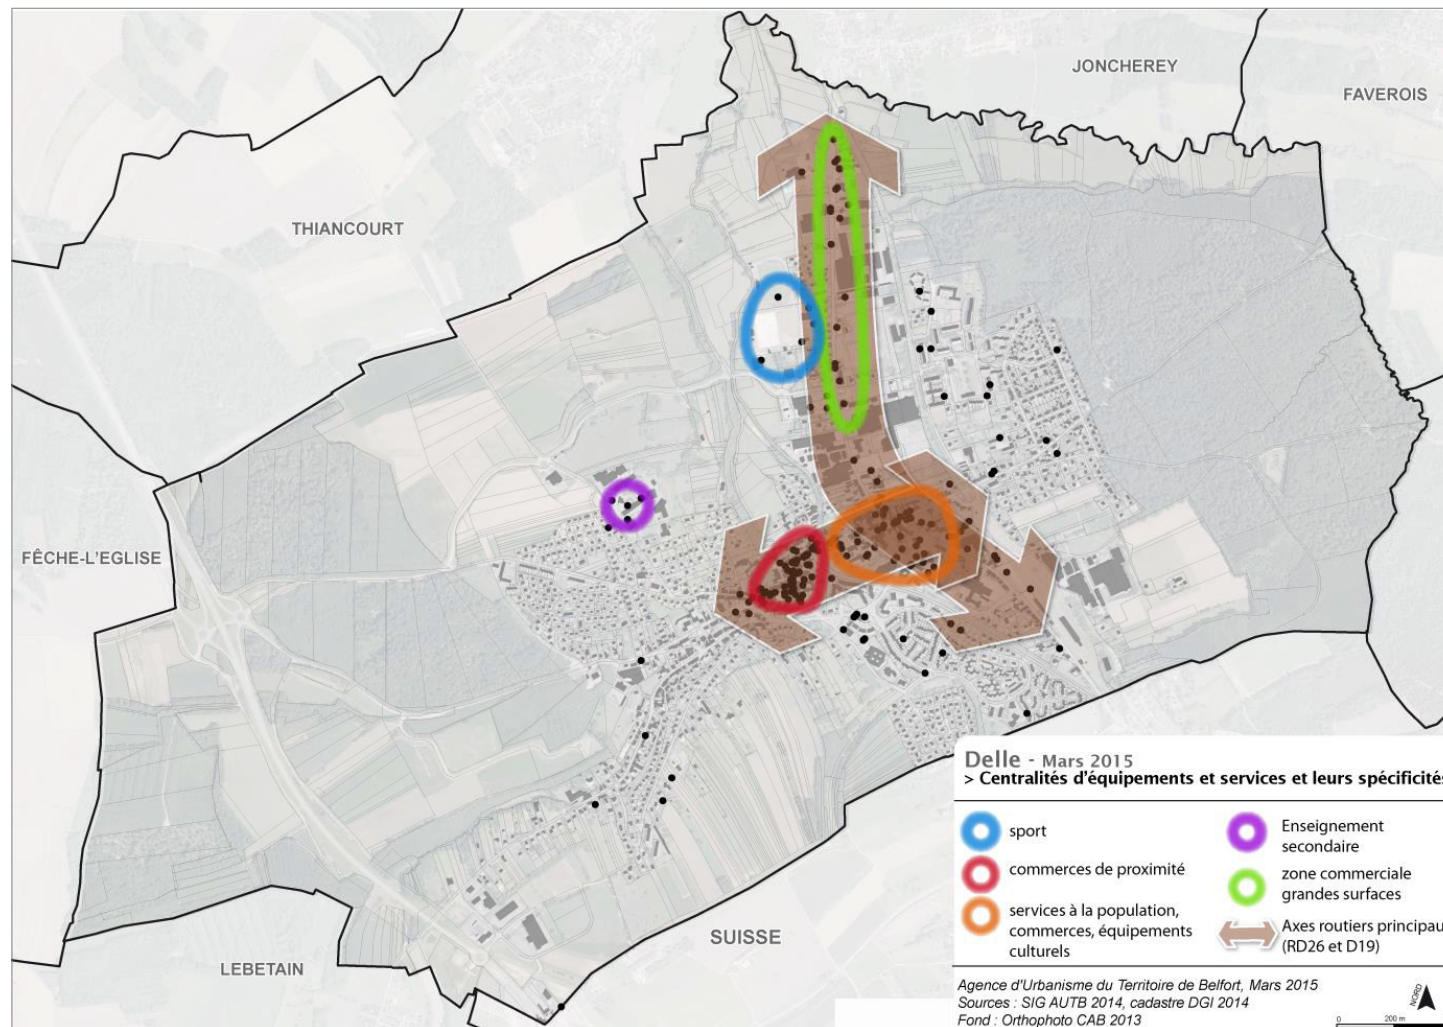 JONCHEREY
FAVEROIS
THIANCOURT
FÊCHE-L'EGLISE
SUISSE
LEBETAIN
Delle - Mars 2015
> Centralités d'équipements et services et leurs spécificités
sport
commerces de proximité
services à la population,
commerces, équipements
culturels
Enseignement
secondaire
zone commerciale
grandes surfaces
Axes routiers principau
(RD26 et D19)
Agence d'Urbanisme du Territoire de Belfort, Mars 2015
Sources : SIG AUTB 2014, cadastre DGI 2014
Fond : Orthophoto CAB 2013
NORD
0 200 m